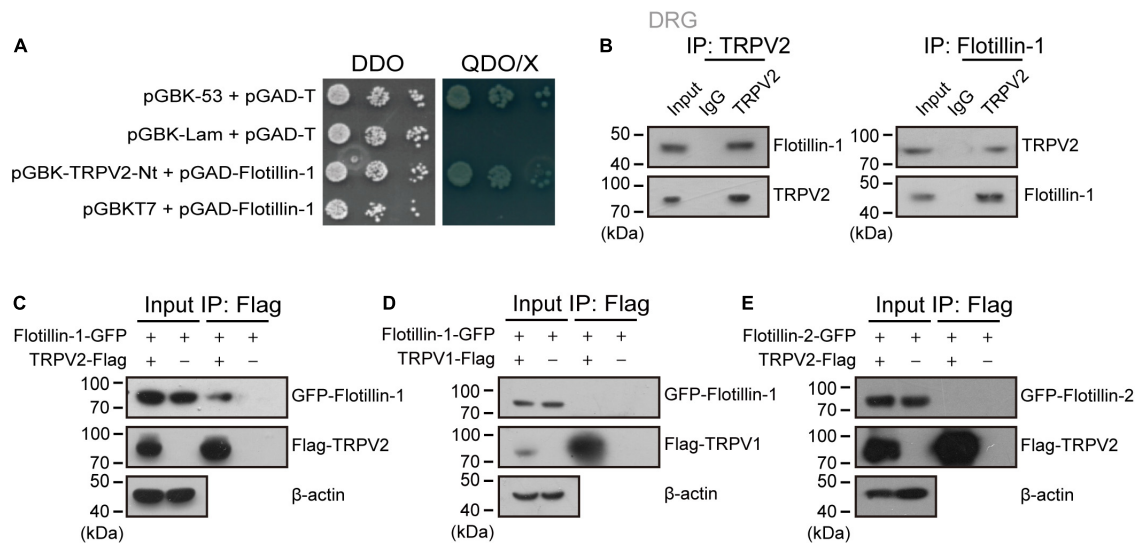 A
DDO QDO/X
pGBK-53 + pGAD-T
pGBK-Lam + pGAD-T
pGBK-TRPV2-Nt + pGAD-Flotillin-1
pGBKT7 + pGAD-Flotillin-1
DRG
B
IP: TRPV2
Input IgG TRPV2
50
40
Flotillin-1
100
70
TRPV2
(kDa)
IP: Flotillin-1
Input IgG TRPV2
100
70
TRPV2
50
40
Flotillin-1
(kDa)
C
Input IP: Flag
Flotillin-1-GFP + + + +
TRPV2-Flag + – + –
100
70
GFP-Flotillin-1
100
70
Flag-TRPV2
50
40
β-actin
(kDa)
D
Input IP: Flag
Flotillin-1-GFP + + + +
TRPV1-Flag + – + –
100
70
GFP-Flotillin-1
100
70
Flag-TRPV1
50
40
β-actin
(kDa)
E
Input IP: Flag
Flotillin-2-GFP + + + +
TRPV2-Flag + – + –
100
70
GFP-Flotillin-2
100
70
Flag-TRPV2
50
40
β-actin
(kDa)